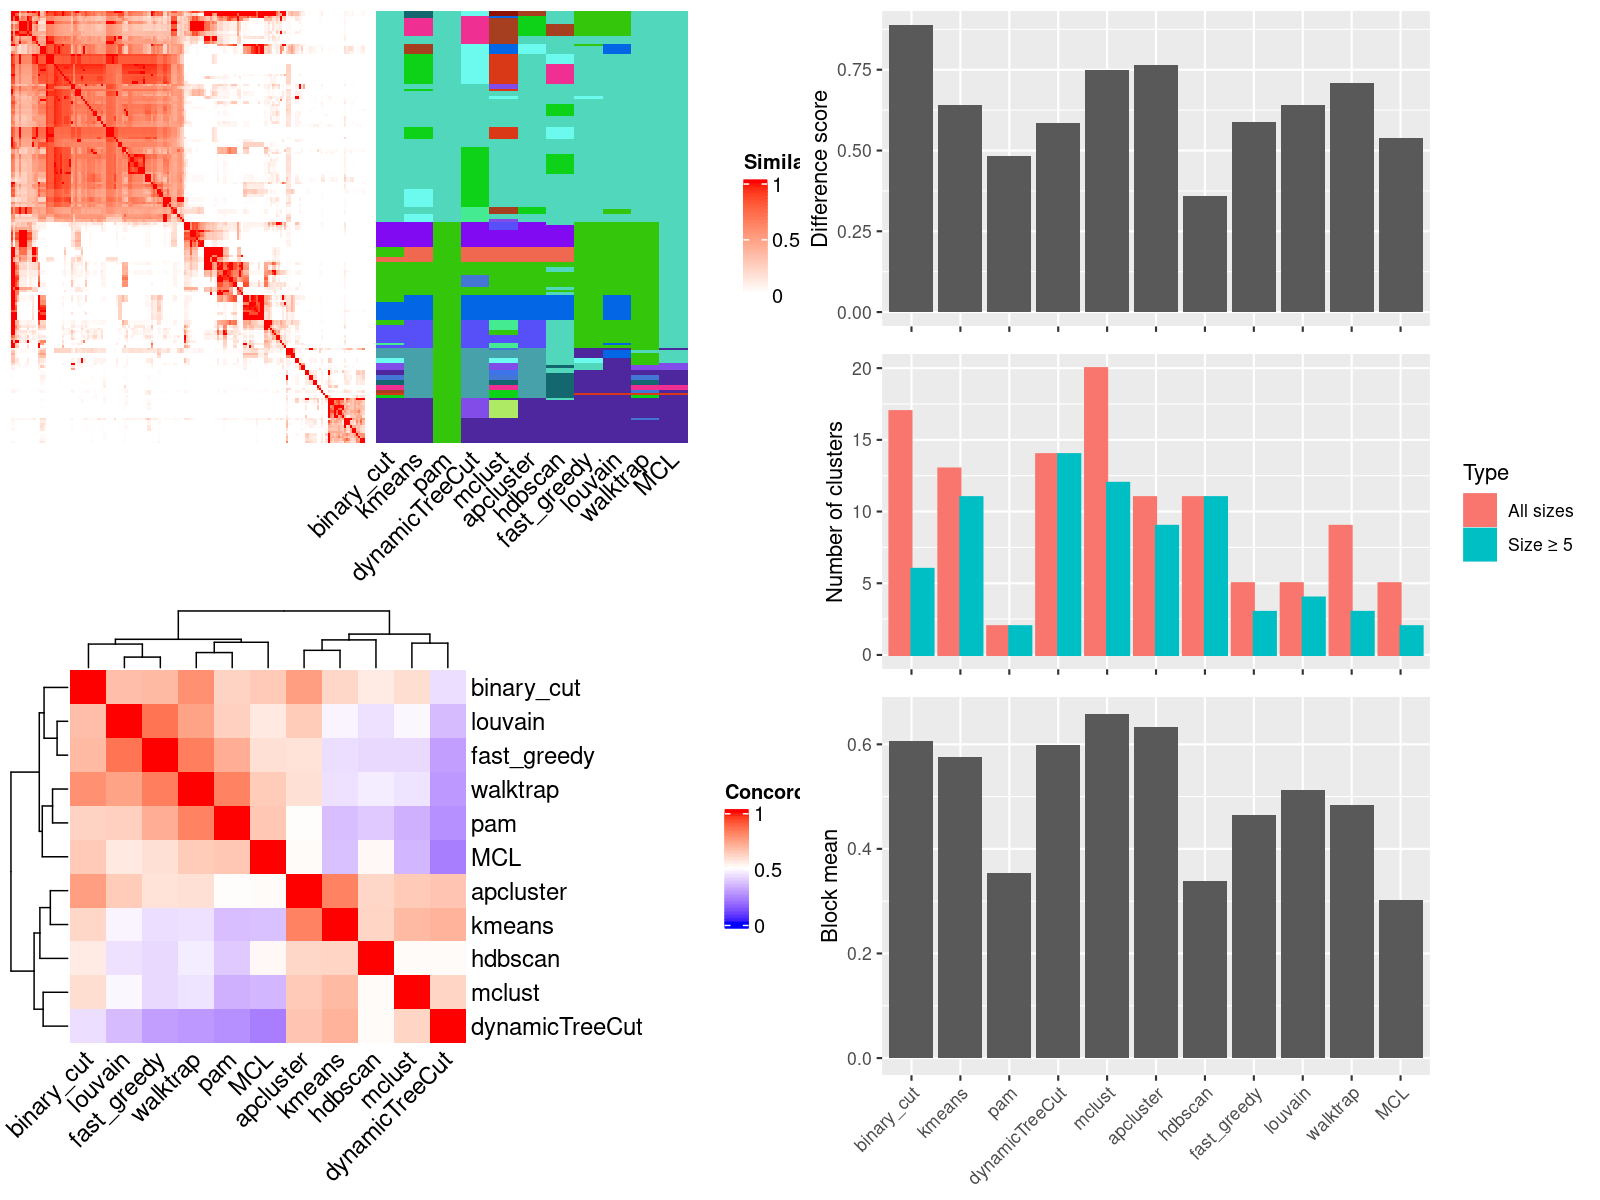 Simila
1
0.5
0
binary_cut
kmeans
pam
dynamicTreeCut
mclust
apcluster
hdbscan
fast_greedy
louvain
walktrap
MCL
binary_cut
louvain
fast_greedy
walktrap
pam
MCL
apcluster
kmeans
hdbscan
mclust
dynamicTreeCut
binary_cut
louvain
fast_greedy
walktrap
pam
MCL
apcluster
kmeans
hdbscan
mclust
dynamicTreeCut
Concord
1
0.5
0
Difference score
0.75
0.50
0.25
0.00
Number of clusters
20
15
10
5
0
Type
All sizes
Size ≥ 5
Block mean
0.6
0.4
0.2
0.0
binary_cut
kmeans
pam
dynamicTreeCut
mclust
apcluster
hdbscan
fast_greedy
louvain
walktrap
MCL